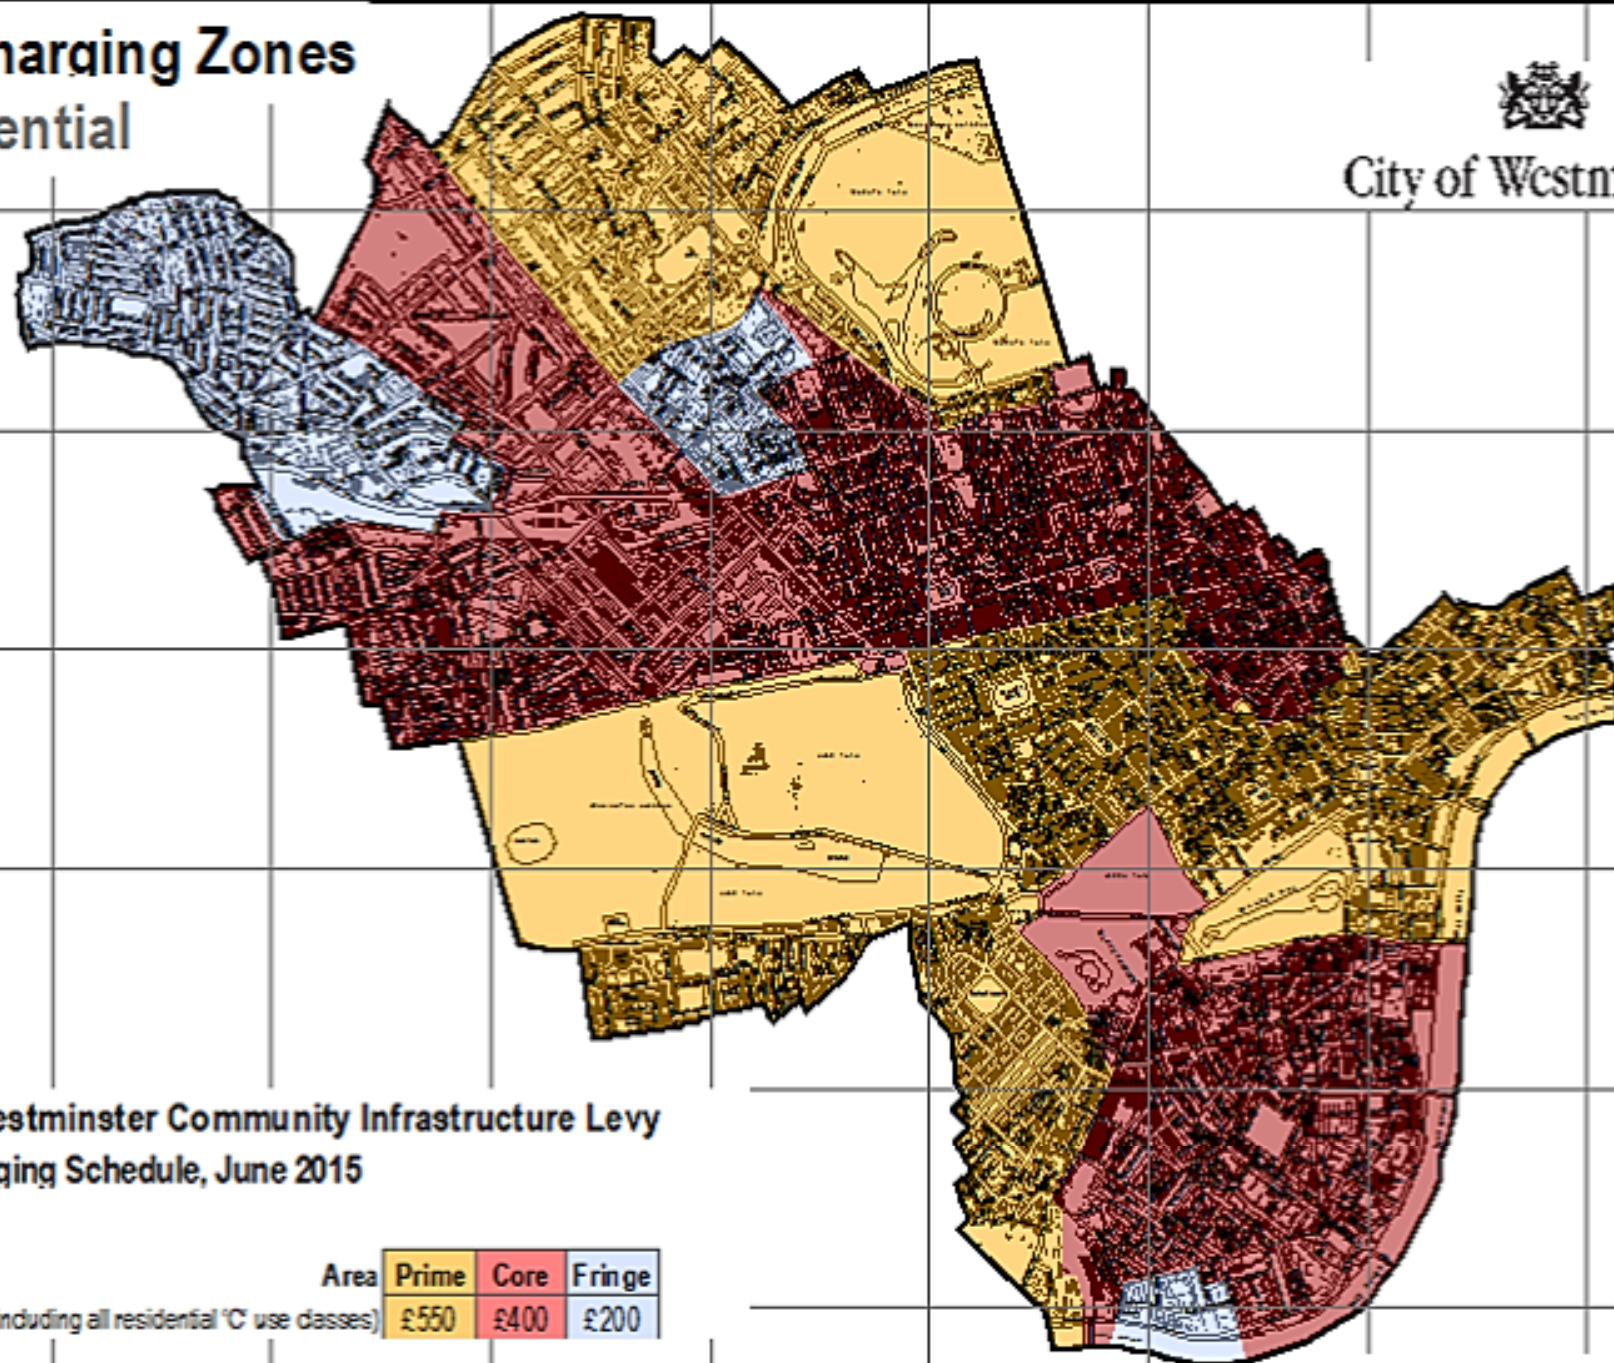 harging Zones
ential
City of Westm
estminster Community Infrastructure Levy
ging Schedule, June 2015
Area Prime Core Fringe
including all residential 'C' use classes) £550 £400 £200